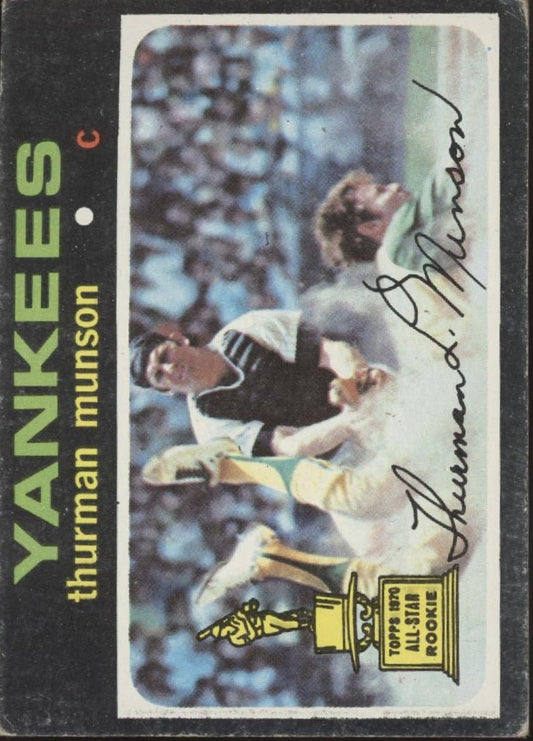 YANKEES
thurman munson • c
Thurman L. Munson
TOPPS 1970
ALL-STAR
ROOKIE